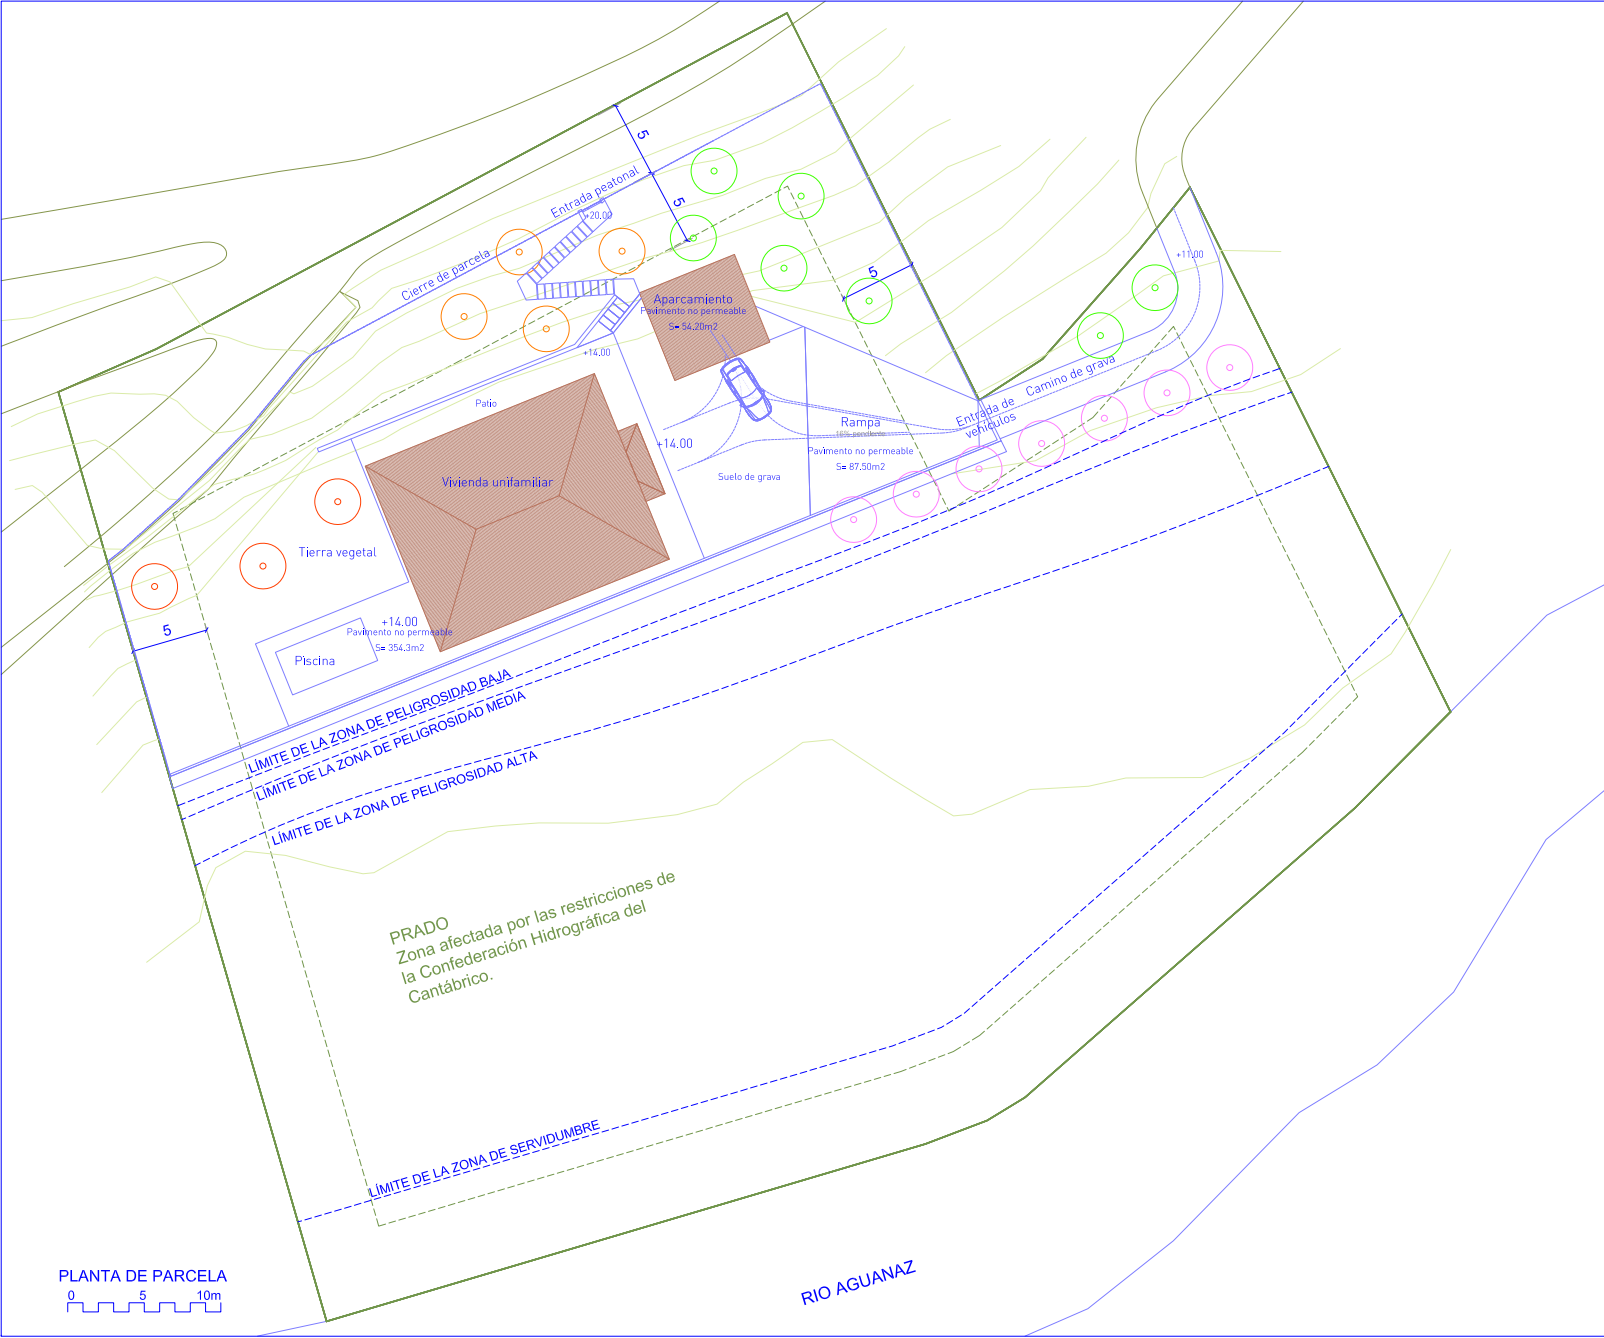 5
Entrada peatonal
+20.00
5
Cierre de parcela
5
+11.00
Aparcamiento
Pavimento no permeable
S= 54.20m2
+14.00
Camino de grava
Patio
Entrada de
vehículos
Rampa
16% pendiente
+14.00
Pavimento no permeable
S= 87.50m2
Suelo de grava
Vivienda unifamiliar
Tierra vegetal
5
+14.00
Pavimento no permeable
S= 354.3m2
Piscina
LÍMITE DE LA ZONA DE PELIGROSIDAD BAJA
LÍMITE DE LA ZONA DE PELIGROSIDAD MEDIA
LÍMITE DE LA ZONA DE PELIGROSIDAD ALTA
PRADO
Zona afectada por las restricciones de
la Confederación Hidrográfica del
Cantábrico.
LÍMITE DE LA ZONA DE SERVIDUMBRE
RIO AGUANAZ
PLANTA DE PARCELA
0 5 10m